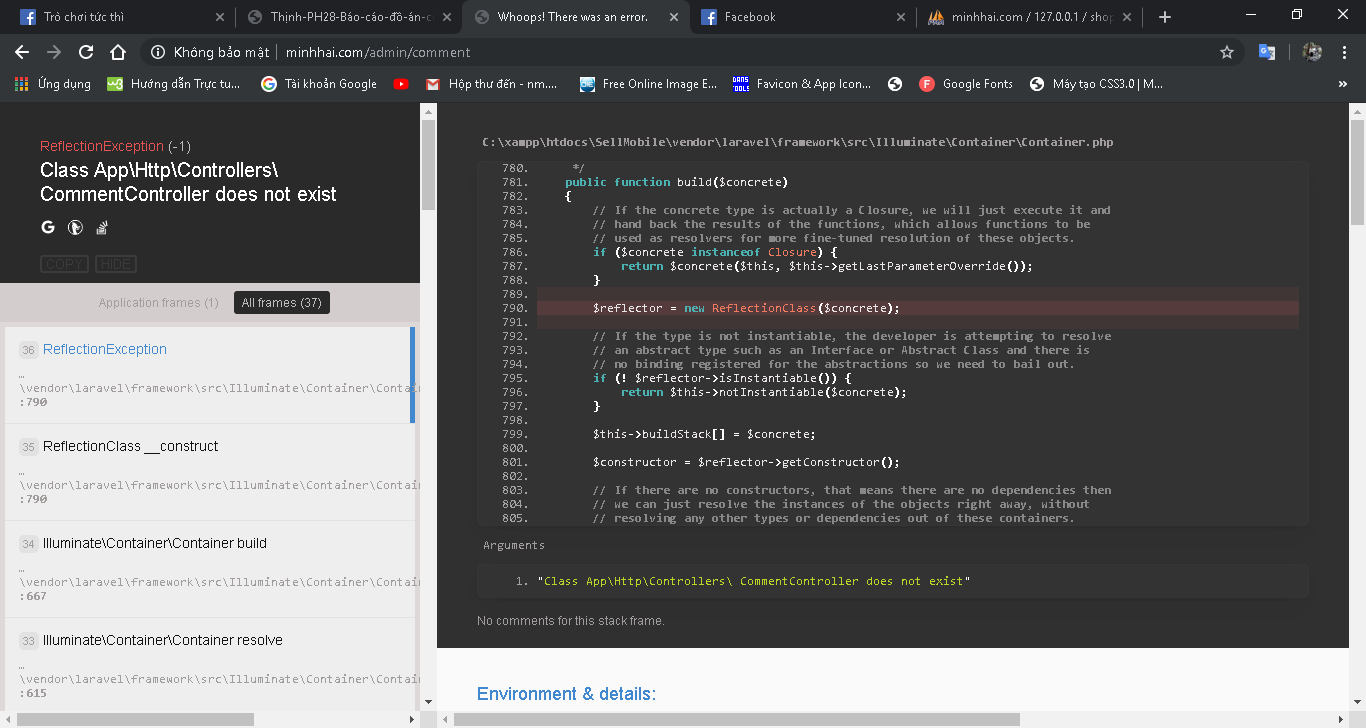 Trò chơi tức thì
Thịnh-PH28-Báo-cáo-đồ-án-c
Whoops! There was an error.
Facebook
minhhai.com / 127.0.0.1 / shop
Không bảo mật
minhhai.com/admin/comment
Ứng dụng
Hướng dẫn Trực tu...
Tài khoản Google
Hộp thư đến - nm....
Free Online Image E...
Favicon & App Icon...
Google Fonts
Máy tạo CSS3.0 | M...
ReflectionException (-1)
Class App\Http\Controllers\
CommentController does not exist
COPY
HIDE
Application frames (1)
All frames (37)
36 ReflectionException
…
\vendor\laravel\framework\src\Illuminate\Container\Contai
:790
35 ReflectionClass __construct
…
\vendor\laravel\framework\src\Illuminate\Container\Contai
:790
34 Illuminate\Container\Container build
…
\vendor\laravel\framework\src\Illuminate\Container\Contai
:667
33 Illuminate\Container\Container resolve
…
\vendor\laravel\framework\src\Illuminate\Container\Contai
:615
C:\xampp\htdocs\SellMobile\vendor\laravel\framework\src\Illuminate\Container\Container.php
780. */
781. public function build($concrete)
782. {
783. // If the concrete type is actually a Closure, we will just execute it and
784. // hand back the results of the functions, which allows functions to be
785. // used as resolvers for more fine-tuned resolution of these objects.
786. if ($concrete instanceof Closure) {
787. return $concrete($this, $this->getLastParameterOverride());
788. }
789.
790. $reflector = new ReflectionClass($concrete);
791.
792. // If the type is not instantiable, the developer is attempting to resolve
793. // an abstract type such as an Interface or Abstract Class and there is
794. // no binding registered for the abstractions so we need to bail out.
795. if (! $reflector->isInstantiable()) {
796. return $this->notInstantiable($concrete);
797. }
798.
799. $this->buildStack[] = $concrete;
800.
801. $constructor = $reflector->getConstructor();
802.
803. // If there are no constructors, that means there are no dependencies then
804. // we can just resolve the instances of the objects right away, without
805. // resolving any other types or dependencies out of these containers.
Arguments
1. "Class App\Http\Controllers\ CommentController does not exist"
No comments for this stack frame.
Environment & details: